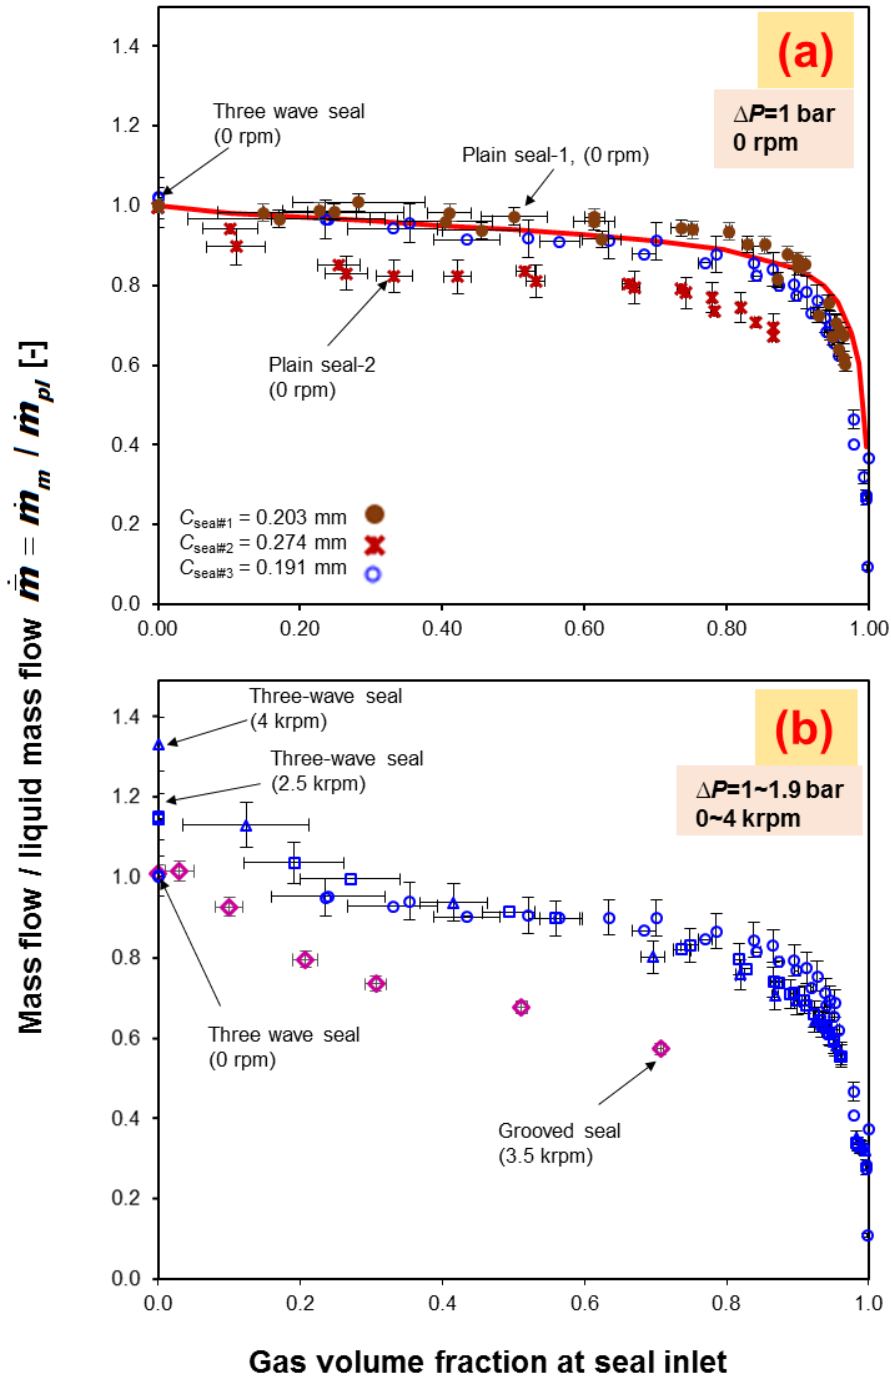 Mass flow / liquid mass flow ṁ̄ = ṁₘ / ṁₚₗ [-]
1.4
1.2
1.0
0.8
0.6
0.4
0.2
0.0
0.00
0.20
0.40
0.60
0.80
1.00
(a)
ΔP=1 bar
0 rpm
Three wave seal
(0 rpm)
Plain seal-1, (0 rpm)
Plain seal-2
(0 rpm)
Cseal#1 = 0.203 mm
Cseal#2 = 0.274 mm
Cseal#3 = 0.191 mm
1.4
1.2
1.0
0.8
0.6
0.4
0.2
0.0
0.0
0.2
0.4
0.6
0.8
1.0
(b)
ΔP=1~1.9 bar
0~4 krpm
Three-wave seal
(4 krpm)
Three-wave seal
(2.5 krpm)
Three wave seal
(0 rpm)
Grooved seal
(3.5 krpm)
Gas volume fraction at seal inlet